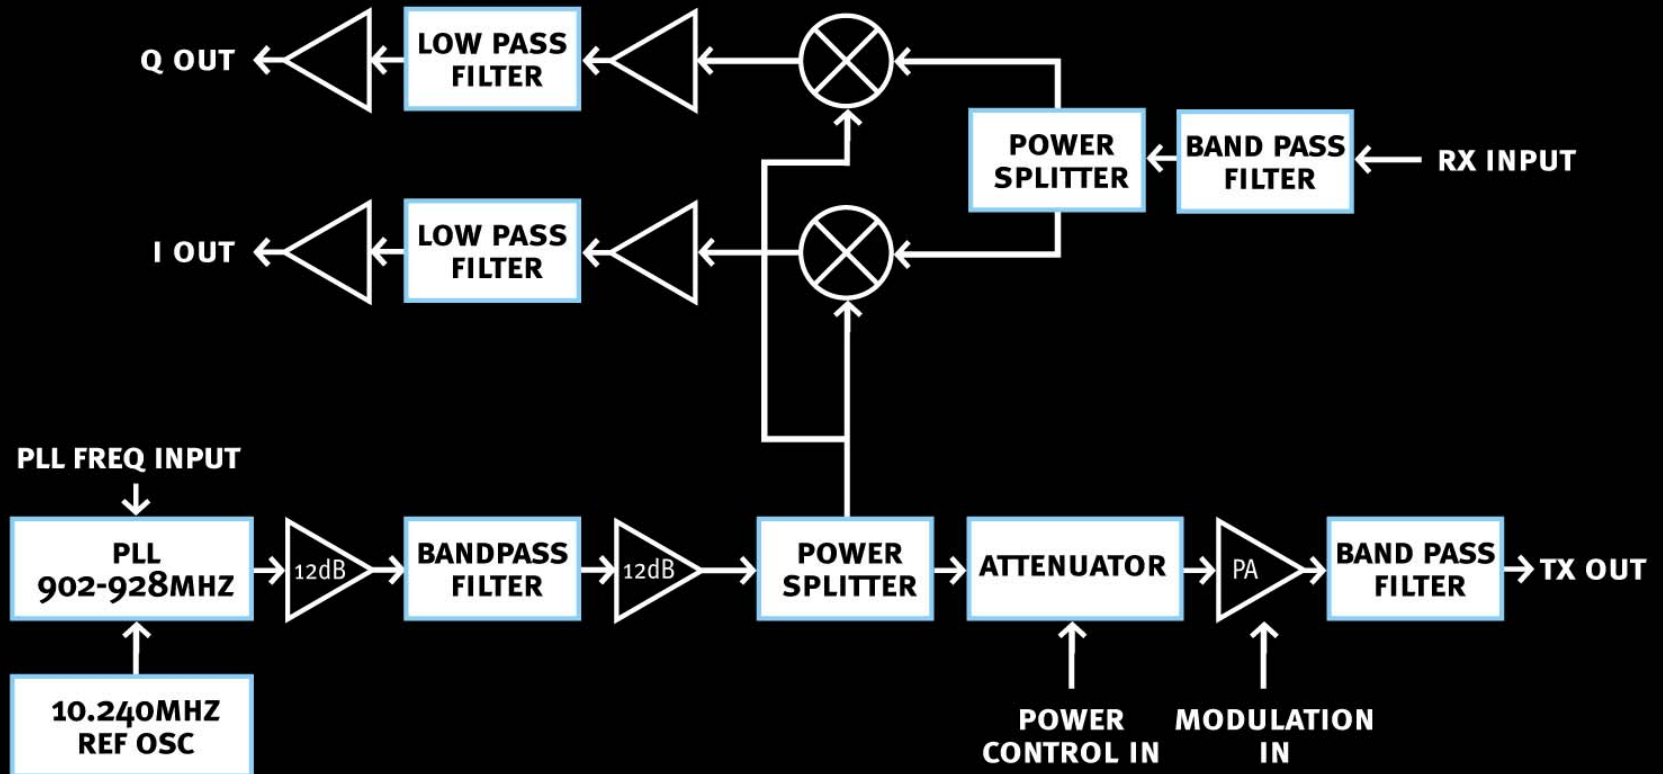 Q OUT
LOW PASS
FILTER
POWER
SPLITTER
BAND PASS
FILTER
RX INPUT
I OUT
LOW PASS
FILTER
PLL FREQ INPUT
PLL
902-928MHZ
12dB
BANDPASS
FILTER
12dB
POWER
SPLITTER
ATTENUATOR
PA
BAND PASS
FILTER
TX OUT
10.240MHZ
REF OSC
POWER
CONTROL IN
MODULATION
IN